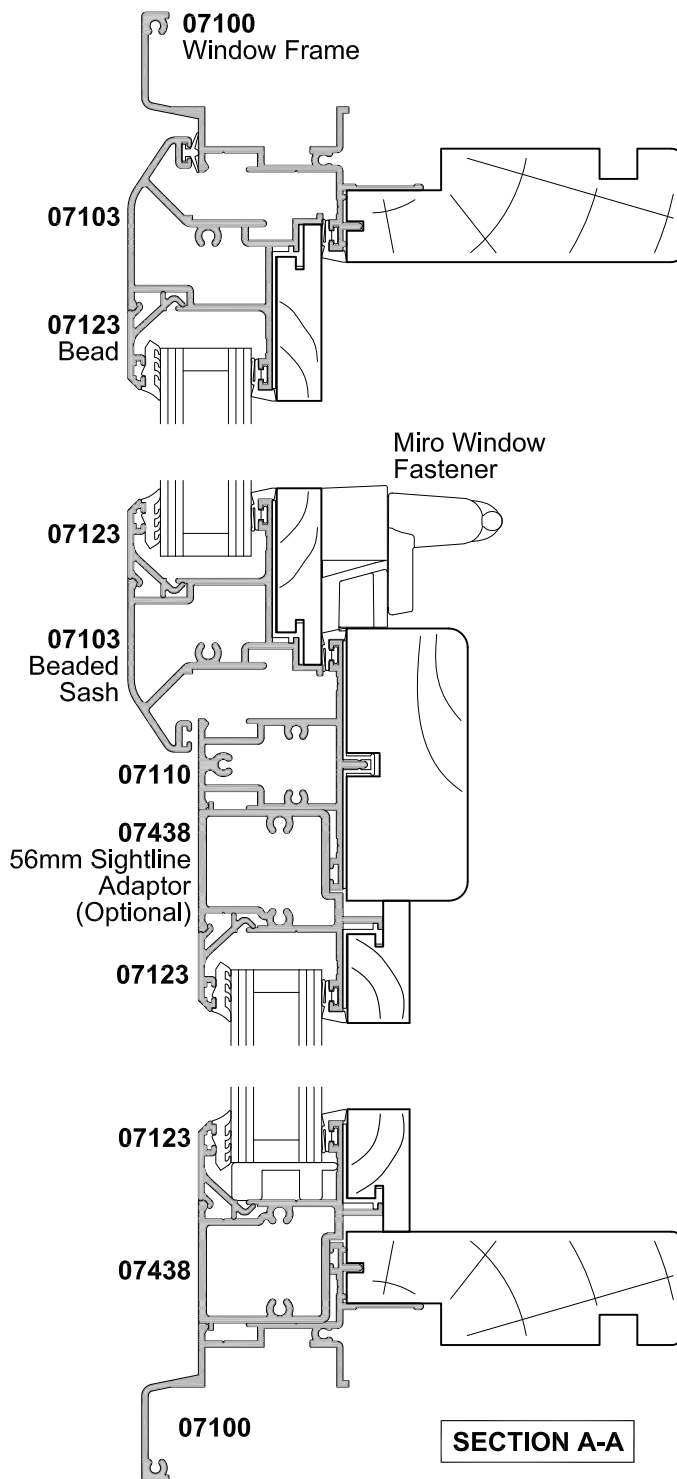 07100
Window Frame
07103
07123
Bead
Miro Window
Fastener
07123
07103
Beaded
Sash
07110
07438
56mm Sightline
Adaptor
(Optional)
07123
07123
07438
07100
SECTION A-A